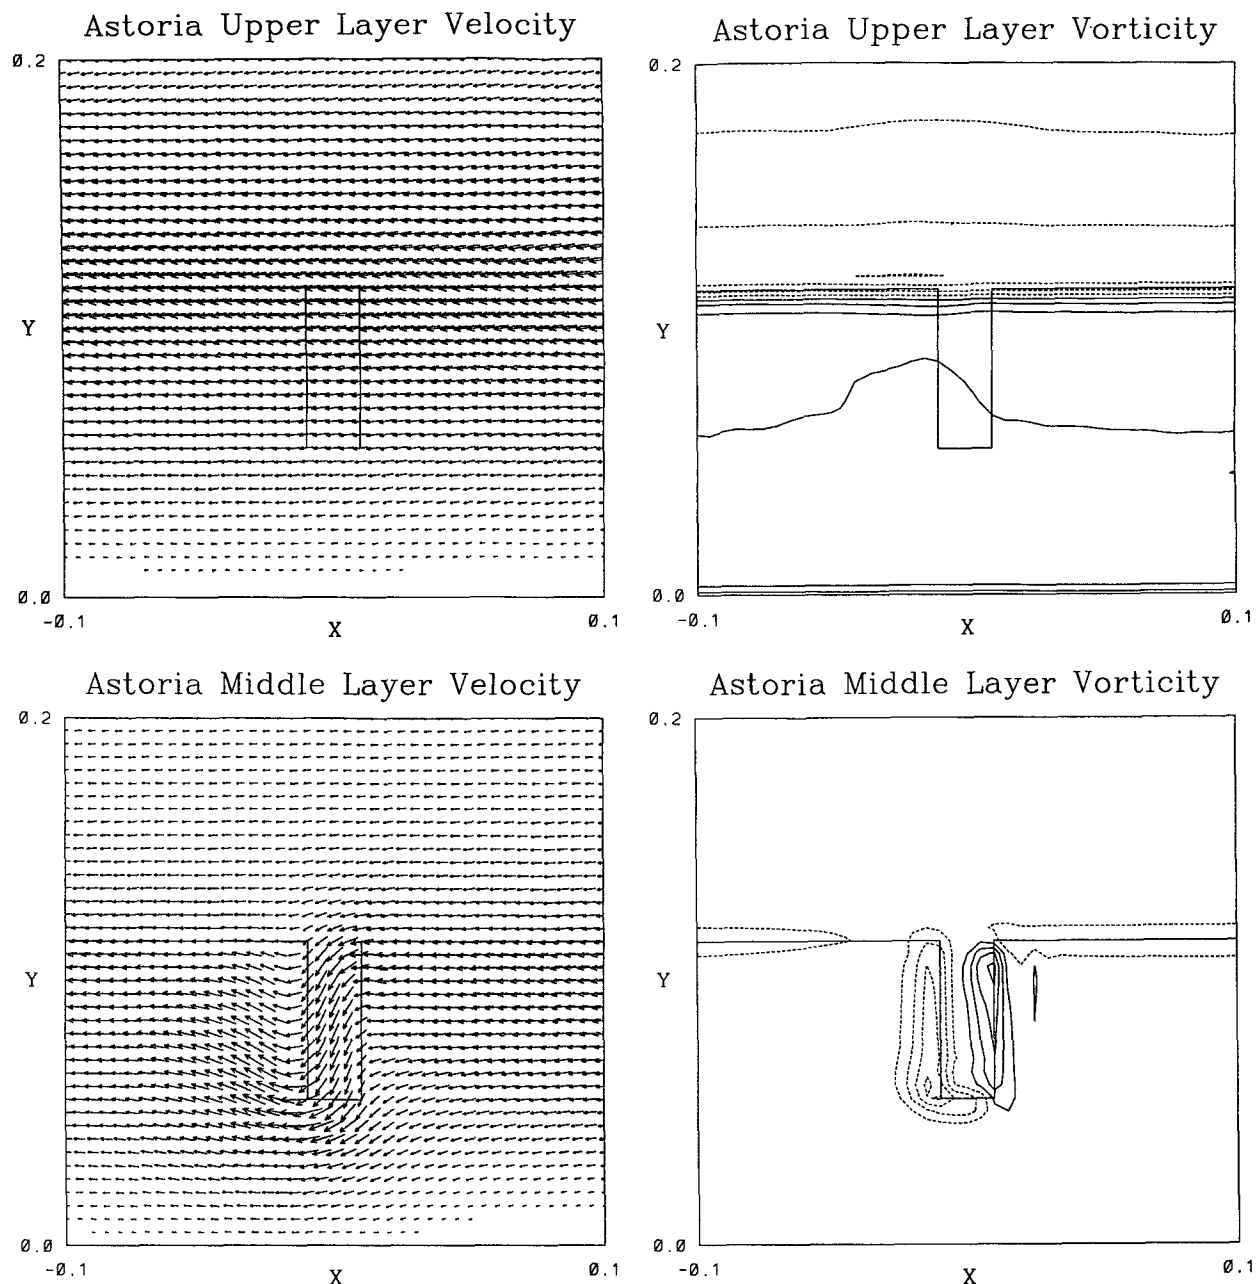 Astoria Upper Layer Velocity
0.2
Y
0.0
-0.1
X
0.1
Astoria Upper Layer Vorticity
0.2
Y
0.0
-0.1
X
0.1
Astoria Middle Layer Velocity
0.2
Y
0.0
-0.1
X
0.1
Astoria Middle Layer Vorticity
0.2
Y
0.0
-0.1
X
0.1